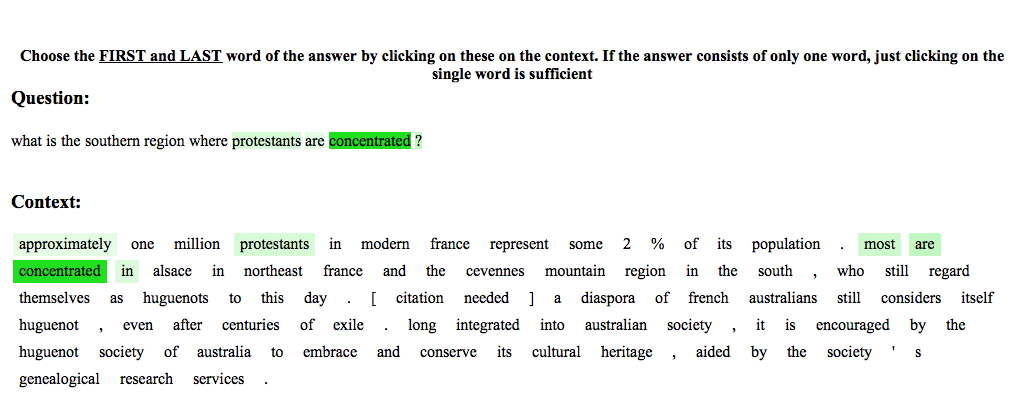 Choose the FIRST and LAST word of the answer by clicking on these on the context. If the answer consists of only one word, just clicking on the
single word is sufficient
Question:
what is the southern region where protestants are concentrated ?
Context:
approximately one million protestants in modern france represent some 2 % of its population . most are
concentrated in alsace in northeast france and the cevennes mountain region in the south , who still regard
themselves as huguenots to this day . [ citation needed ] a diaspora of french australians still considers itself
huguenot , even after centuries of exile . long integrated into australian society , it is encouraged by the
huguenot society of australia to embrace and conserve its cultural heritage , aided by the society ' s
genealogical research services .